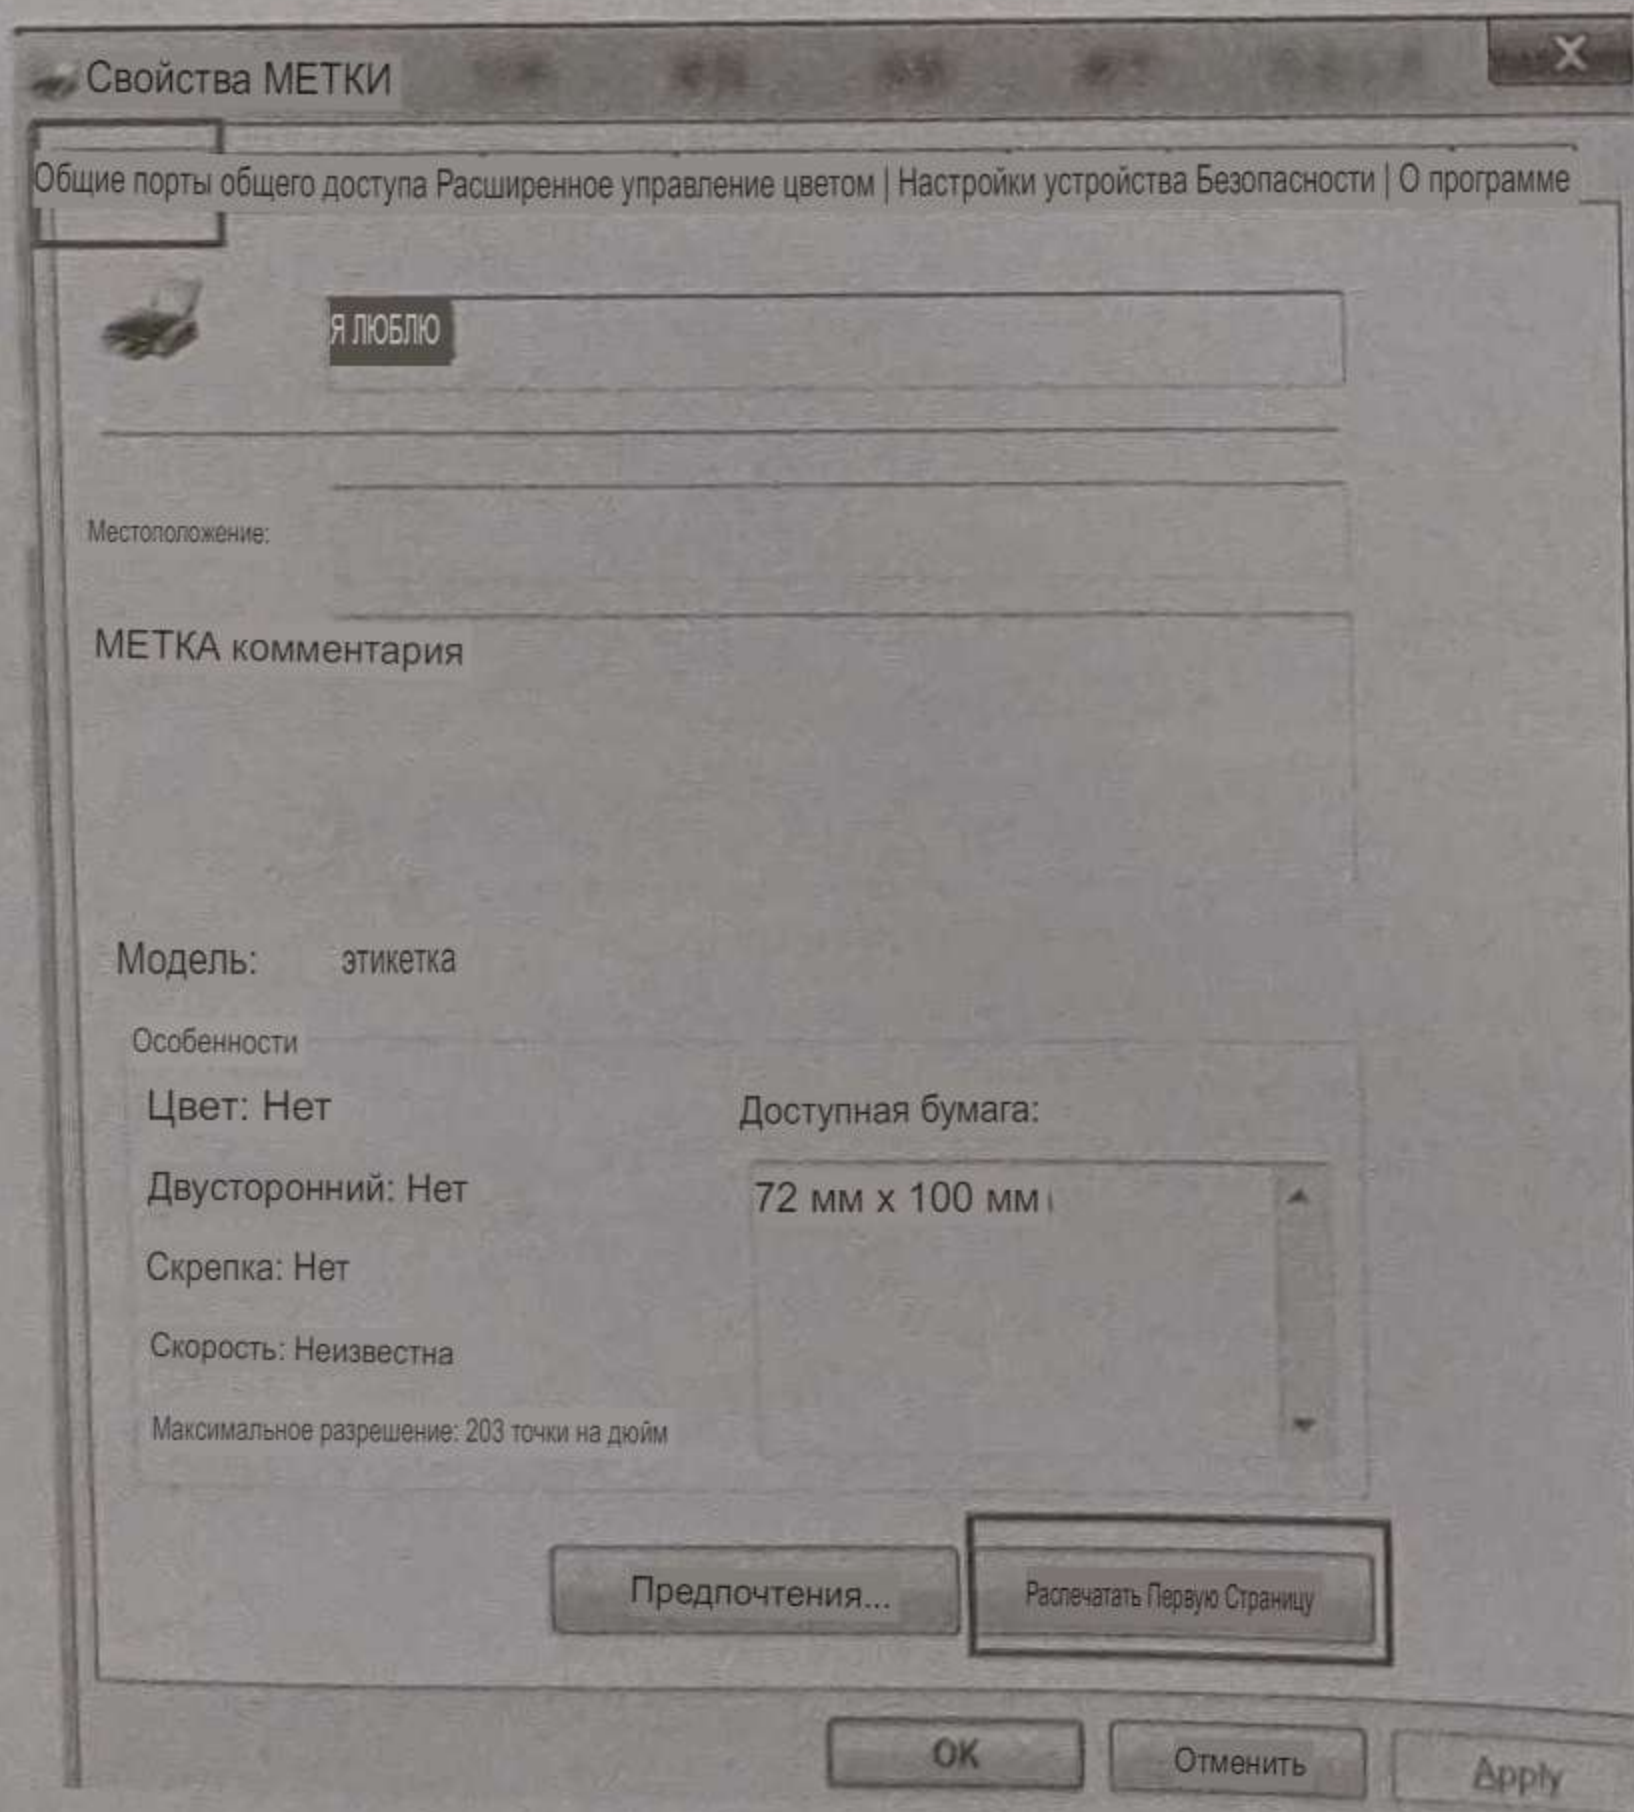 Свойства МЕТКИ
Общие порты общего доступа Расширенное управление цветом | Настройки устройства Безопасности | О программе
Я ЛЮБЛЮ
Местоположение:
МЕТКА комментария
Модель: этикетка
Особенности
Цвет: Нет
Доступная бумага:
Двусторонний: Нет
72 мм x 100 мм
Скрепка: Нет
Скорость: Неизвестна
Максимальное разрешение: 203 точки на дюйм
Предпочтения...
Распечатать Первую Страницу
OK
Отменить
Apply